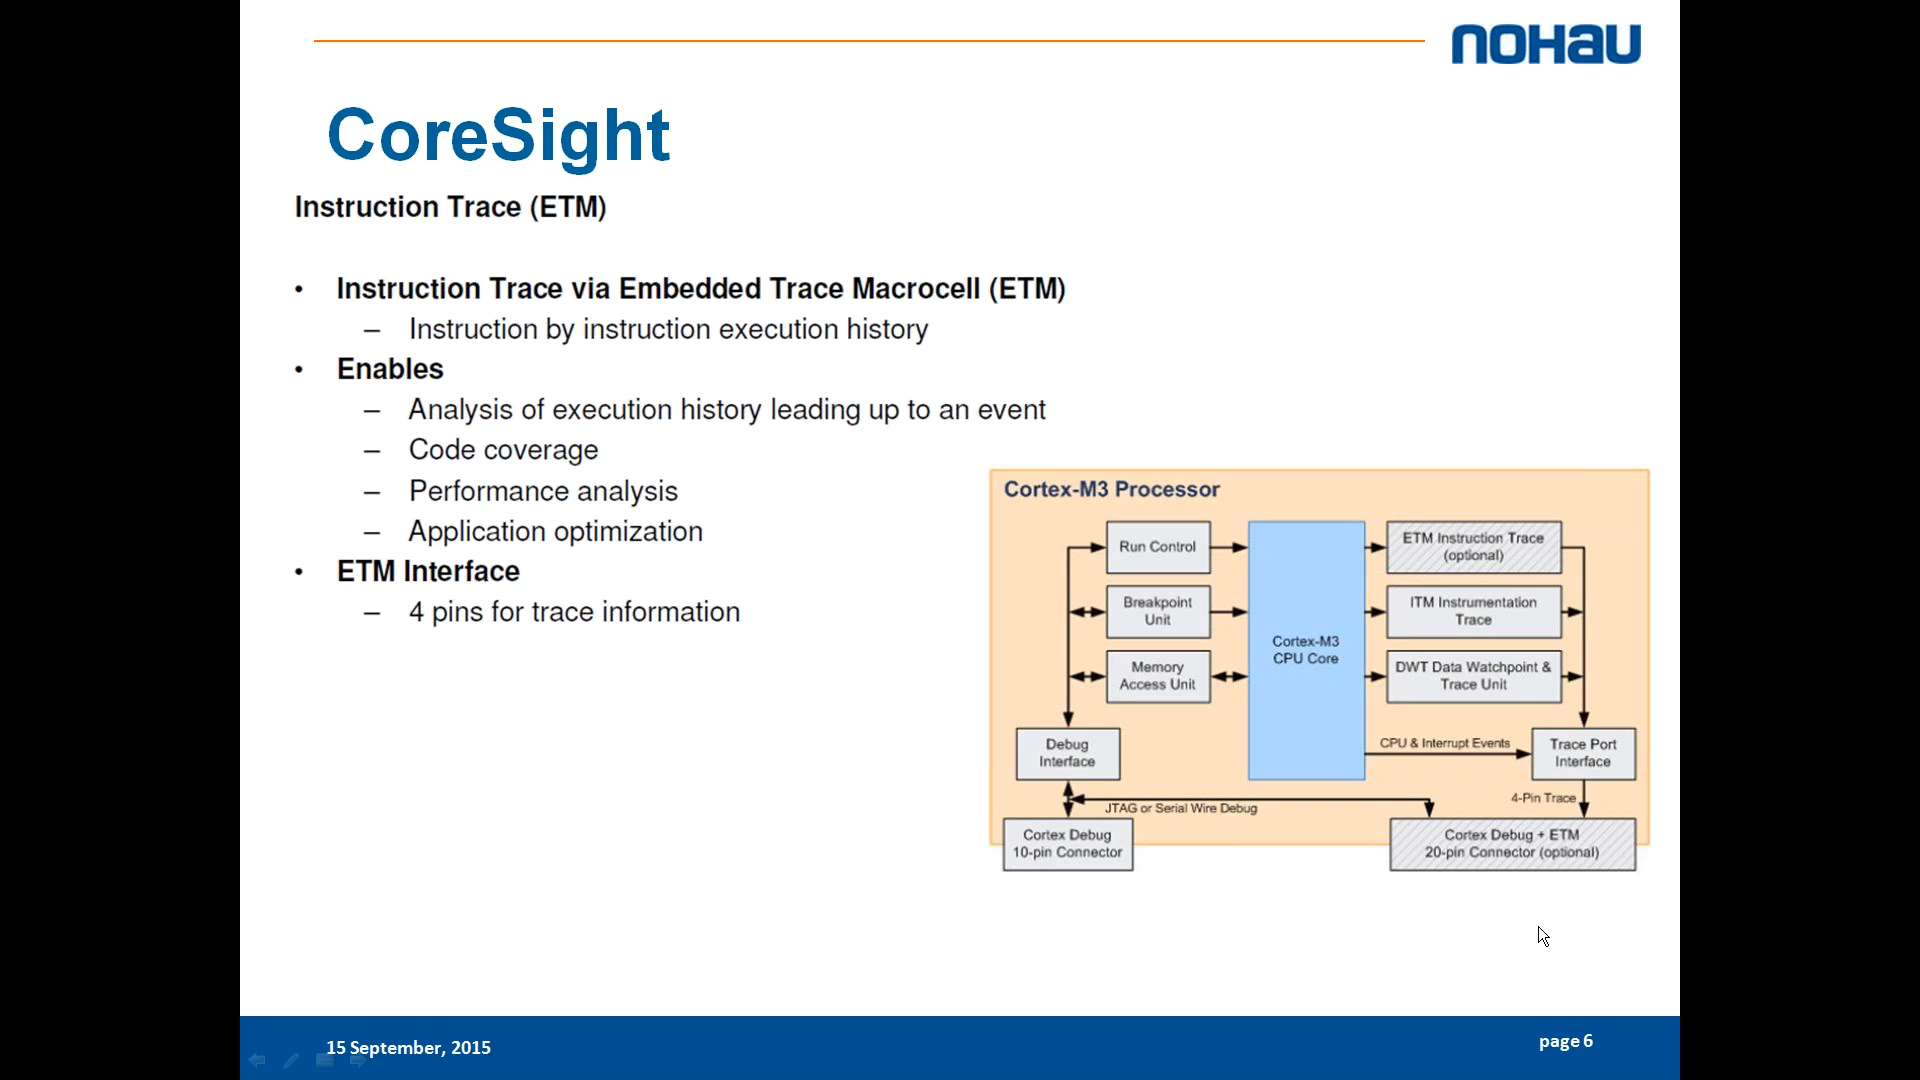 noHau
CoreSight
Instruction Trace (ETM)
• Instruction Trace via Embedded Trace Macrocell (ETM)
– Instruction by instruction execution history
• Enables
– Analysis of execution history leading up to an event
– Code coverage
– Performance analysis
– Application optimization
• ETM Interface
– 4 pins for trace information
Cortex-M3 Processor
Run Control
Breakpoint
Unit
Memory
Access Unit
Debug
Interface
Cortex-M3
CPU Core
ETM Instruction Trace
(optional)
ITM Instrumentation
Trace
DWT Data Watchpoint &
Trace Unit
CPU & Interrupt Events
Trace Port
Interface
4-Pin Trace
JTAG or Serial Wire Debug
Cortex Debug
10-pin Connector
Cortex Debug + ETM
20-pin Connector (optional)
15 September, 2015
page 6